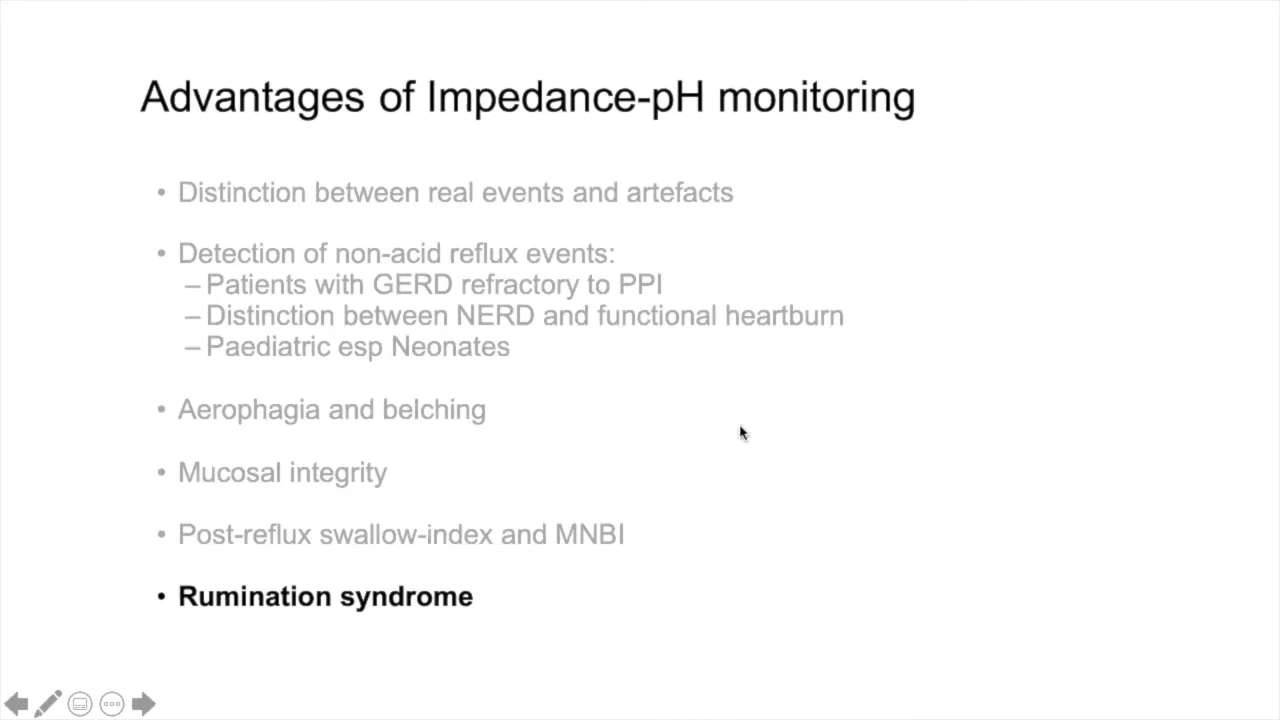 Advantages of Impedance-pH monitoring
• Distinction between real events and artefacts
• Detection of non-acid reflux events:
– Patients with GERD refractory to PPI
– Distinction between NERD and functional heartburn
– Paediatric esp Neonates
• Aerophagia and belching
• Mucosal integrity
• Post-reflux swallow-index and MNBI
• Rumination syndrome